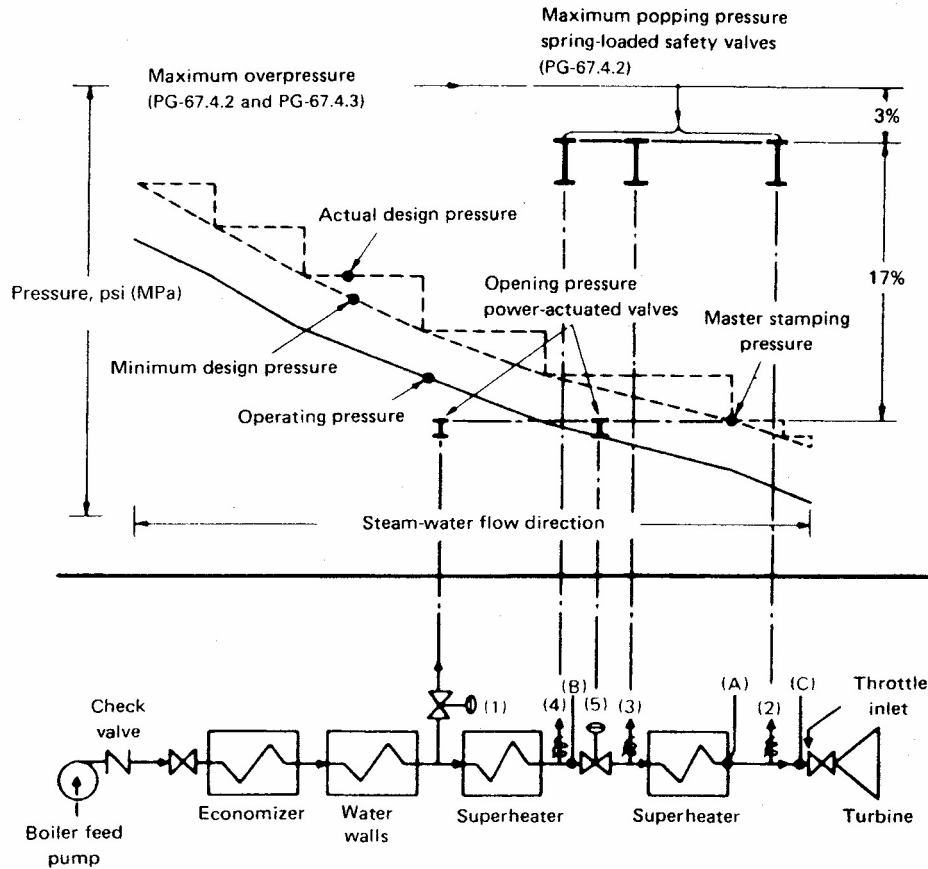 Maximum popping pressure
spring-loaded safety valves
(PG-67.4.2)
Maximum overpressure
(PG-67.4.2 and PG-67.4.3)
3%
Actual design pressure
Pressure, psi (MPa)
Opening pressure
power-actuated valves
17%
Master stamping
pressure
Minimum design pressure
Operating pressure
Steam-water flow direction
(B)
(A)
(C)
Throttle
inlet
Check
valve
(1)
(4)
(5)
(3)
(2)
Economizer
Water
walls
Superheater
Superheater
Turbine
Boiler feed
pump